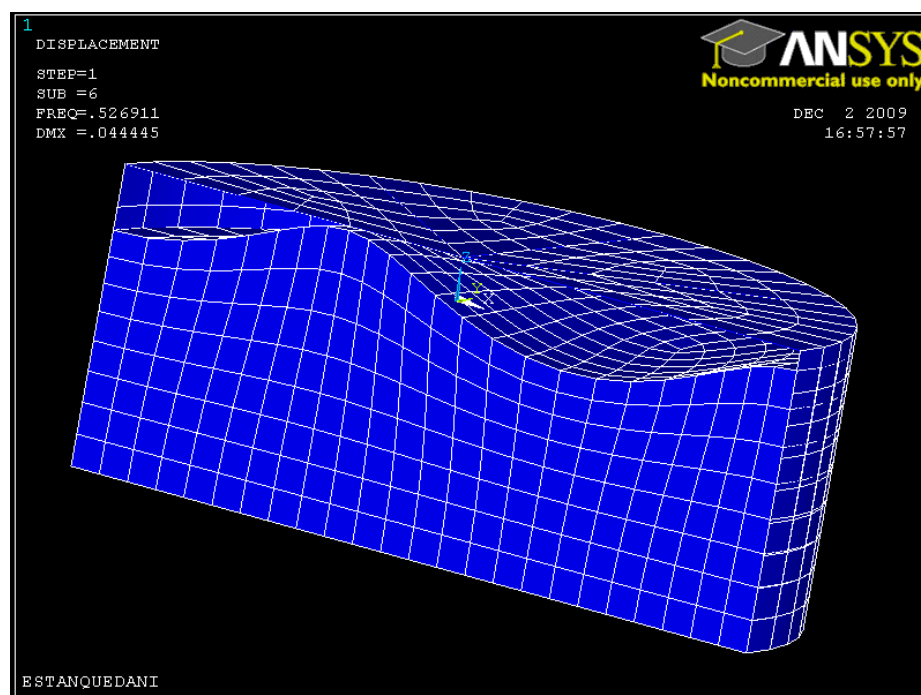 1
DISPLACEMENT
STEP=1
SUB =6
FREQ=.526911
DMX =.044445
ANSYS
Noncommercial use only
DEC 2 2009
16:57:57
Z
Y
X
ESTANQUEDANI